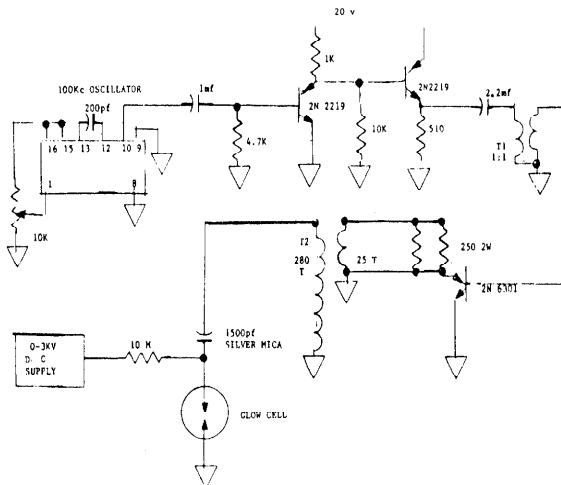 20 v
1K
100Kc OSCILLATOR
200pf
1mf
2N 2219
2N2219
2.2mf
16 15 13 12 10 9
4.7K
10K
510
T1
1:1
1 8
10K
T2
280
T
25 T
250 2W
2N 6301
1500pf
SILVER MICA
0-3KV
D.C
SUPPLY
10 M
GLOW CELL